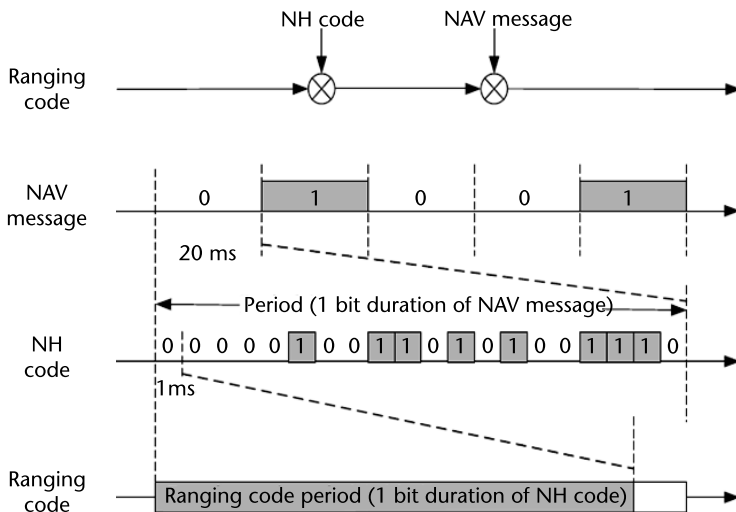 NH code
NAV message
Ranging
code
NAV
message
0 1 0 0 1
20 ms
Period (1 bit duration of NAV message)
NH
code
0 0 0 0 0 1 0 0 1 1 0 1 0 1 0 0 1 1 1 0
1ms
Ranging
code
Ranging code period (1 bit duration of NH code)